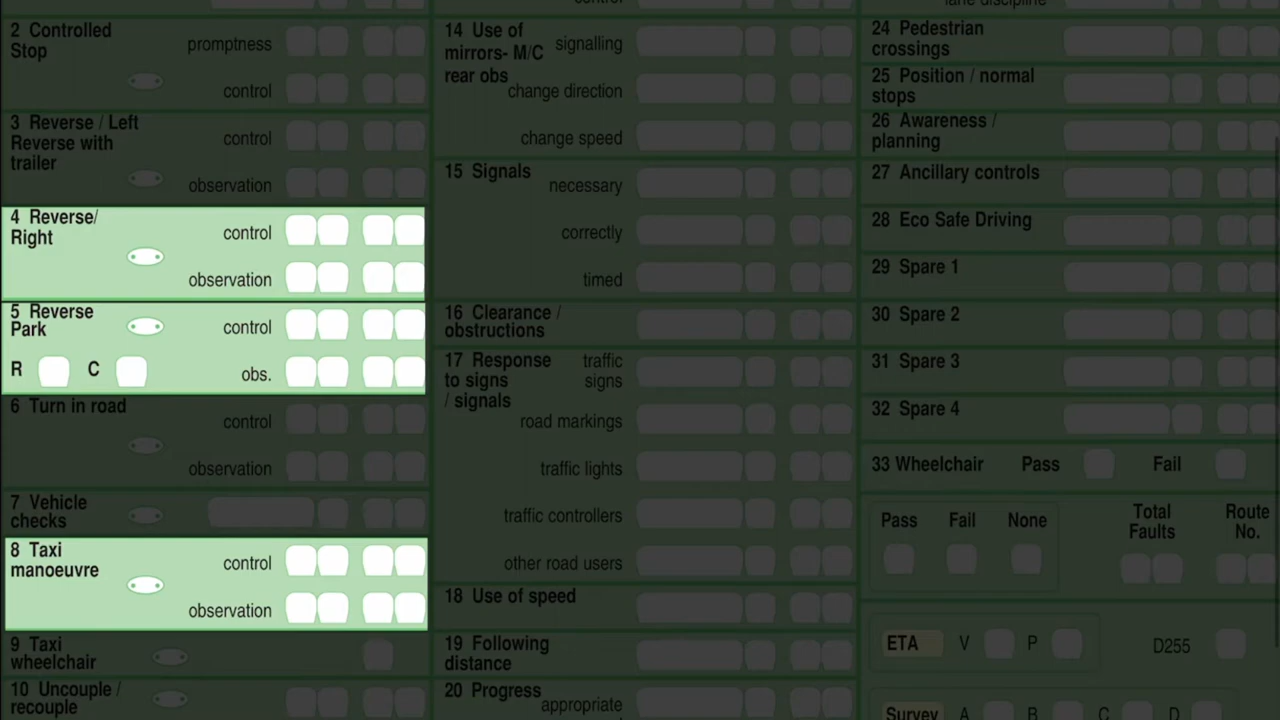 control
lane discipline
2 Controlled
Stop
promptness
control
3 Reverse / Left
Reverse with
trailer
control
observation
4 Reverse/
Right
control
observation
5 Reverse
Park
control
R C obs.
6 Turn in road
control
observation
7 Vehicle
checks
8 Taxi
manoeuvre
control
observation
9 Taxi
wheelchair
10 Uncouple /
recouple
14 Use of
mirrors- M/C
rear obs
signalling
change direction
change speed
15 Signals
necessary
correctly
timed
16 Clearance /
obstructions
17 Response
to signs
/ signals
traffic
signs
road markings
traffic lights
traffic controllers
other road users
18 Use of speed
19 Following
distance
20 Progress
appropriate
24 Pedestrian
crossings
25 Position / normal
stops
26 Awareness /
planning
27 Ancillary controls
28 Eco Safe Driving
29 Spare 1
30 Spare 2
31 Spare 3
32 Spare 4
33 Wheelchair Pass Fail
Pass Fail None
Total
Faults
Route
No.
ETA V P D255
Survey A B C D